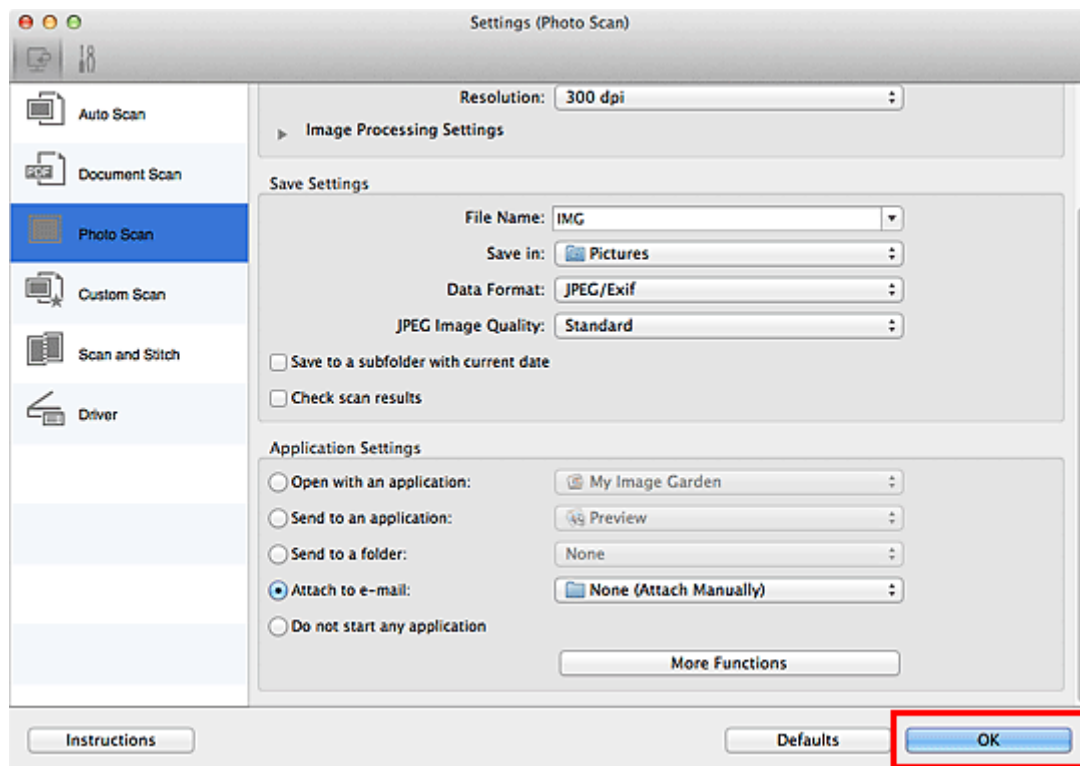 Settings (Photo Scan)
Auto Scan
PDF
Document Scan
Photo Scan
Custom Scan
Scan and Stitch
Driver
Resolution: 300 dpi
Image Processing Settings
Save Settings
File Name: IMG
Save in: Pictures
Data Format: JPEG/Exif
JPEG Image Quality: Standard
Save to a subfolder with current date
Check scan results
Application Settings
Open with an application: My Image Garden
Send to an application: Preview
Send to a folder: None
Attach to e-mail: None (Attach Manually)
Do not start any application
More Functions
Instructions
Defaults
OK